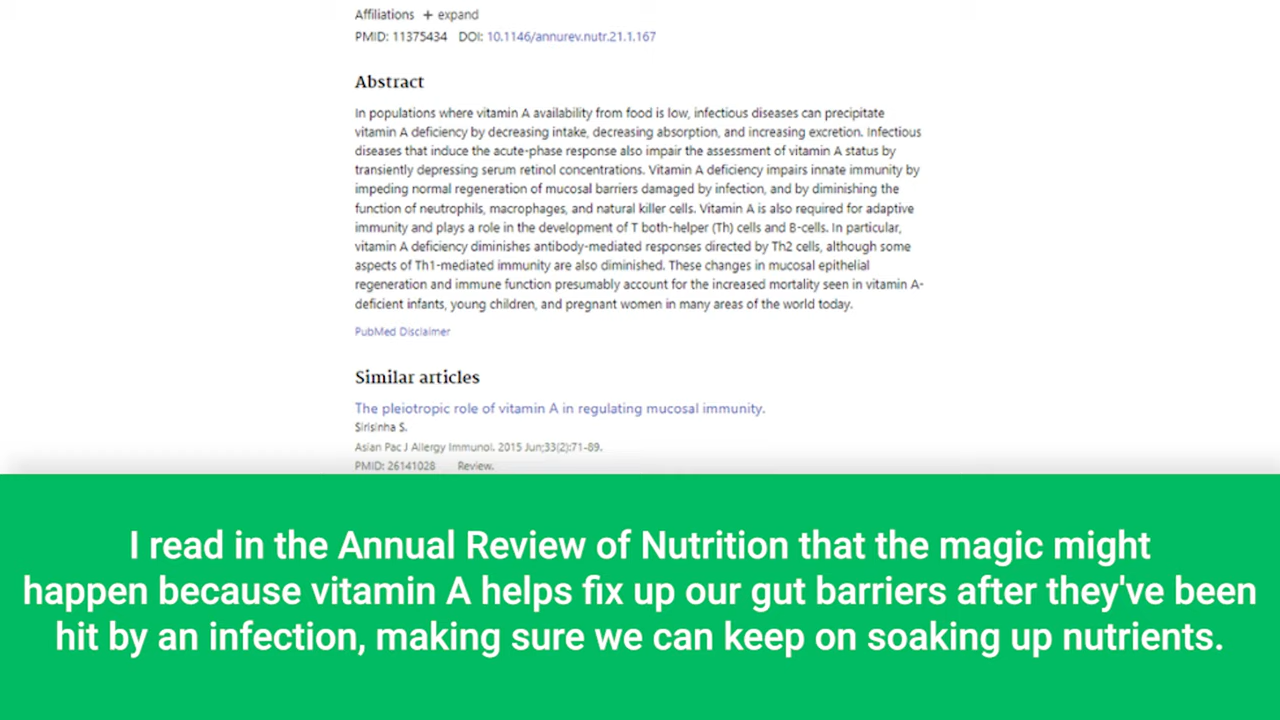 Affiliations + expand
PMID: 11375434 DOI: 10.1146/annurev.nutr.21.1.167
Abstract
In populations where vitamin A availability from food is low, infectious diseases can precipitate
vitamin A deficiency by decreasing intake, decreasing absorption, and increasing excretion. Infectious
diseases that induce the acute-phase response also impair the assessment of vitamin A status by
transiently depressing serum retinol concentrations. Vitamin A deficiency impairs innate immunity by
impeding normal regeneration of mucosal barriers damaged by infection, and by diminishing the
function of neutrophils, macrophages, and natural killer cells. Vitamin A is also required for adaptive
immunity and plays a role in the development of T both-helper (Th) cells and B-cells. In particular,
vitamin A deficiency diminishes antibody-mediated responses directed by Th2 cells, although some
aspects of Th1-mediated immunity are also diminished. These changes in mucosal epithelial
regeneration and immune function presumably account for the increased mortality seen in vitamin A-
deficient infants, young children, and pregnant women in many areas of the world today.
PubMed Disclaimer
Similar articles
The pleiotropic role of vitamin A in regulating mucosal immunity.
Sirisinha S.
Asian Pac J Allergy Immunol. 2015 Jun;33(2):71-89.
PMID: 26141028 Review.
I read in the Annual Review of Nutrition that the magic might
happen because vitamin A helps fix up our gut barriers after they've been
hit by an infection, making sure we can keep on soaking up nutrients.